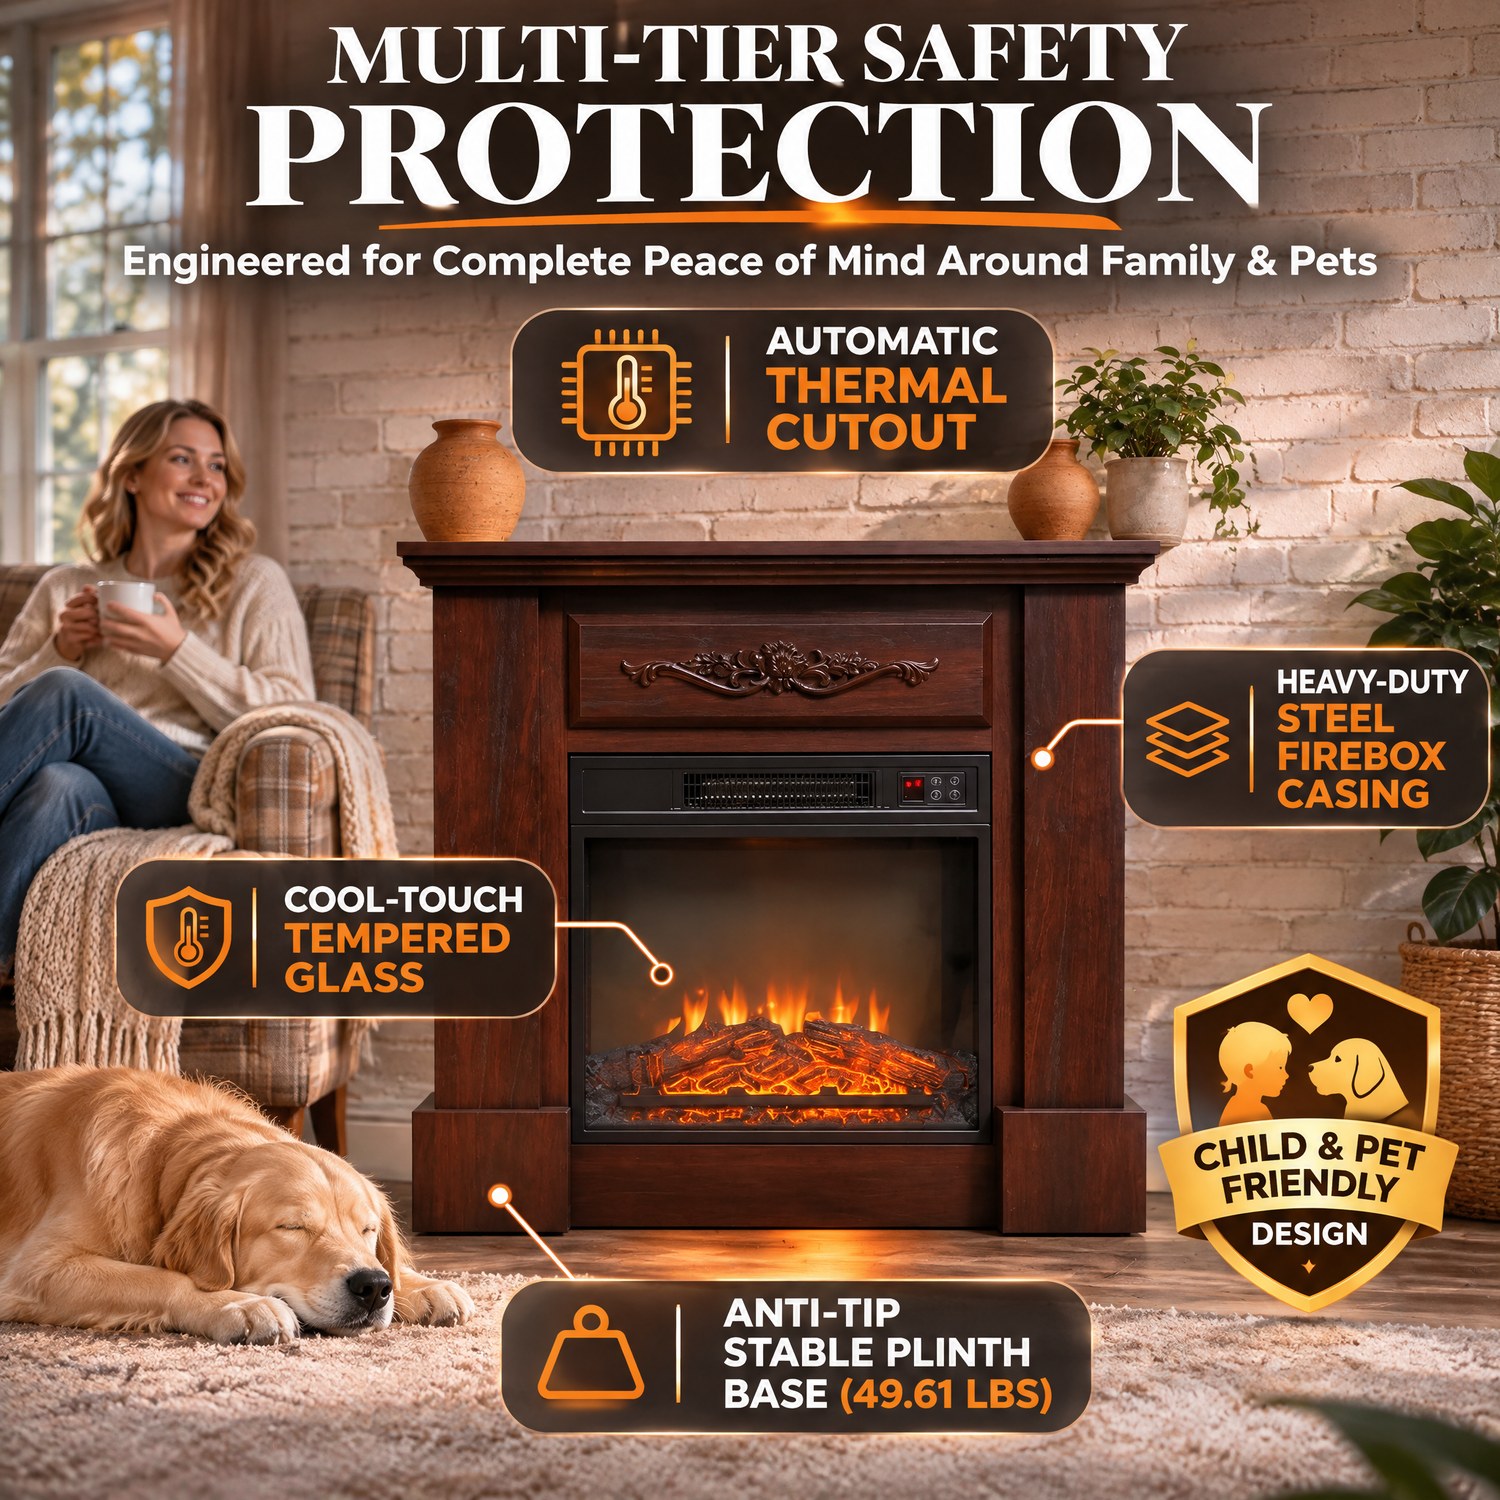 MULTI-TIER SAFETY
PROTECTION
Engineered for Complete Peace of Mind Around Family & Pets
AUTOMATIC
THERMAL
CUTOUT
HEAVY-DUTY
STEEL
FIREBOX
CASING
COOL-TOUCH
TEMPERED
GLASS
CHILD & PET
FRIENDLY
DESIGN
ANTI-TIP
STABLE PLINTH
BASE (49.61 LBS)